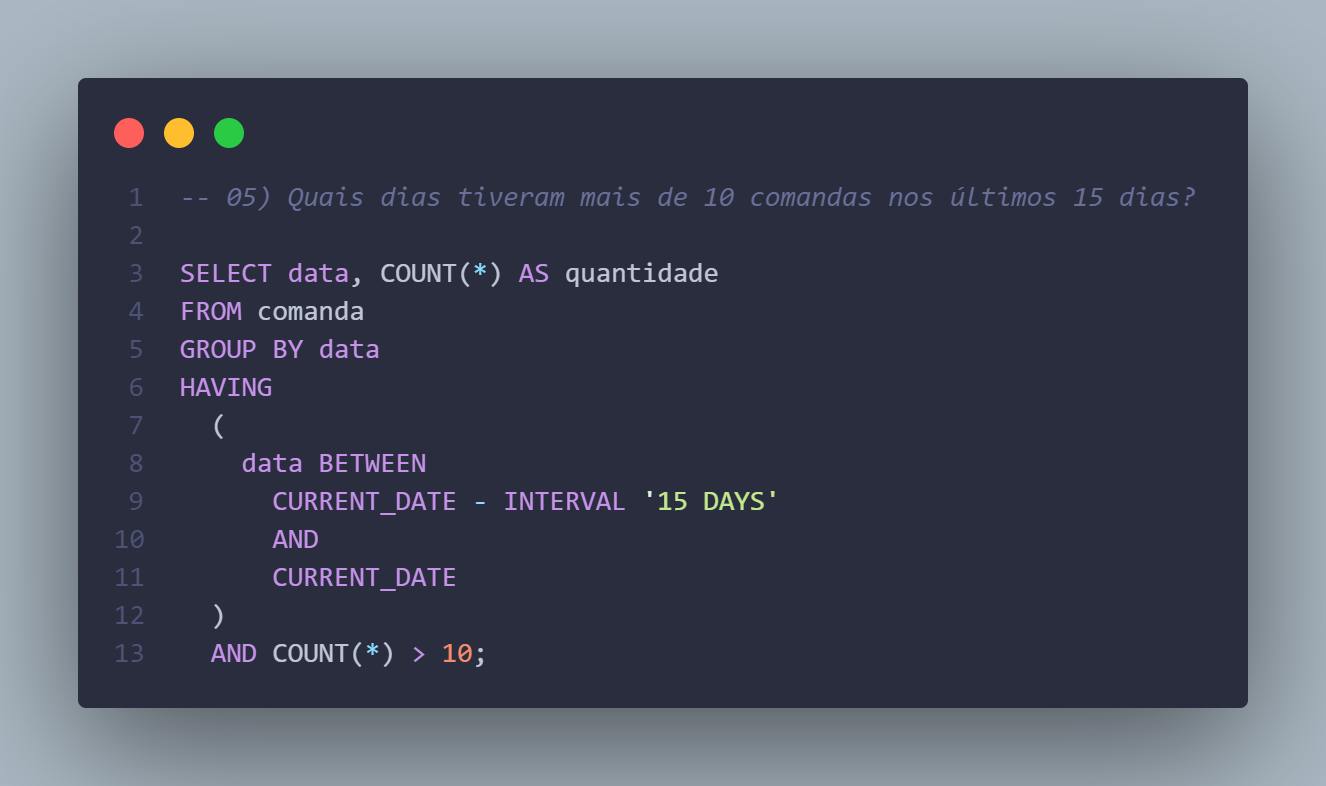 1 -- 05) Quais dias tiveram mais de 10 comandas nos últimos 15 dias?
2
3 SELECT data, COUNT(*) AS quantidade
4 FROM comanda
5 GROUP BY data
6 HAVING
7   (
8     data BETWEEN
9       CURRENT_DATE - INTERVAL '15 DAYS'
10       AND
11       CURRENT_DATE
12   )
13   AND COUNT(*) > 10;